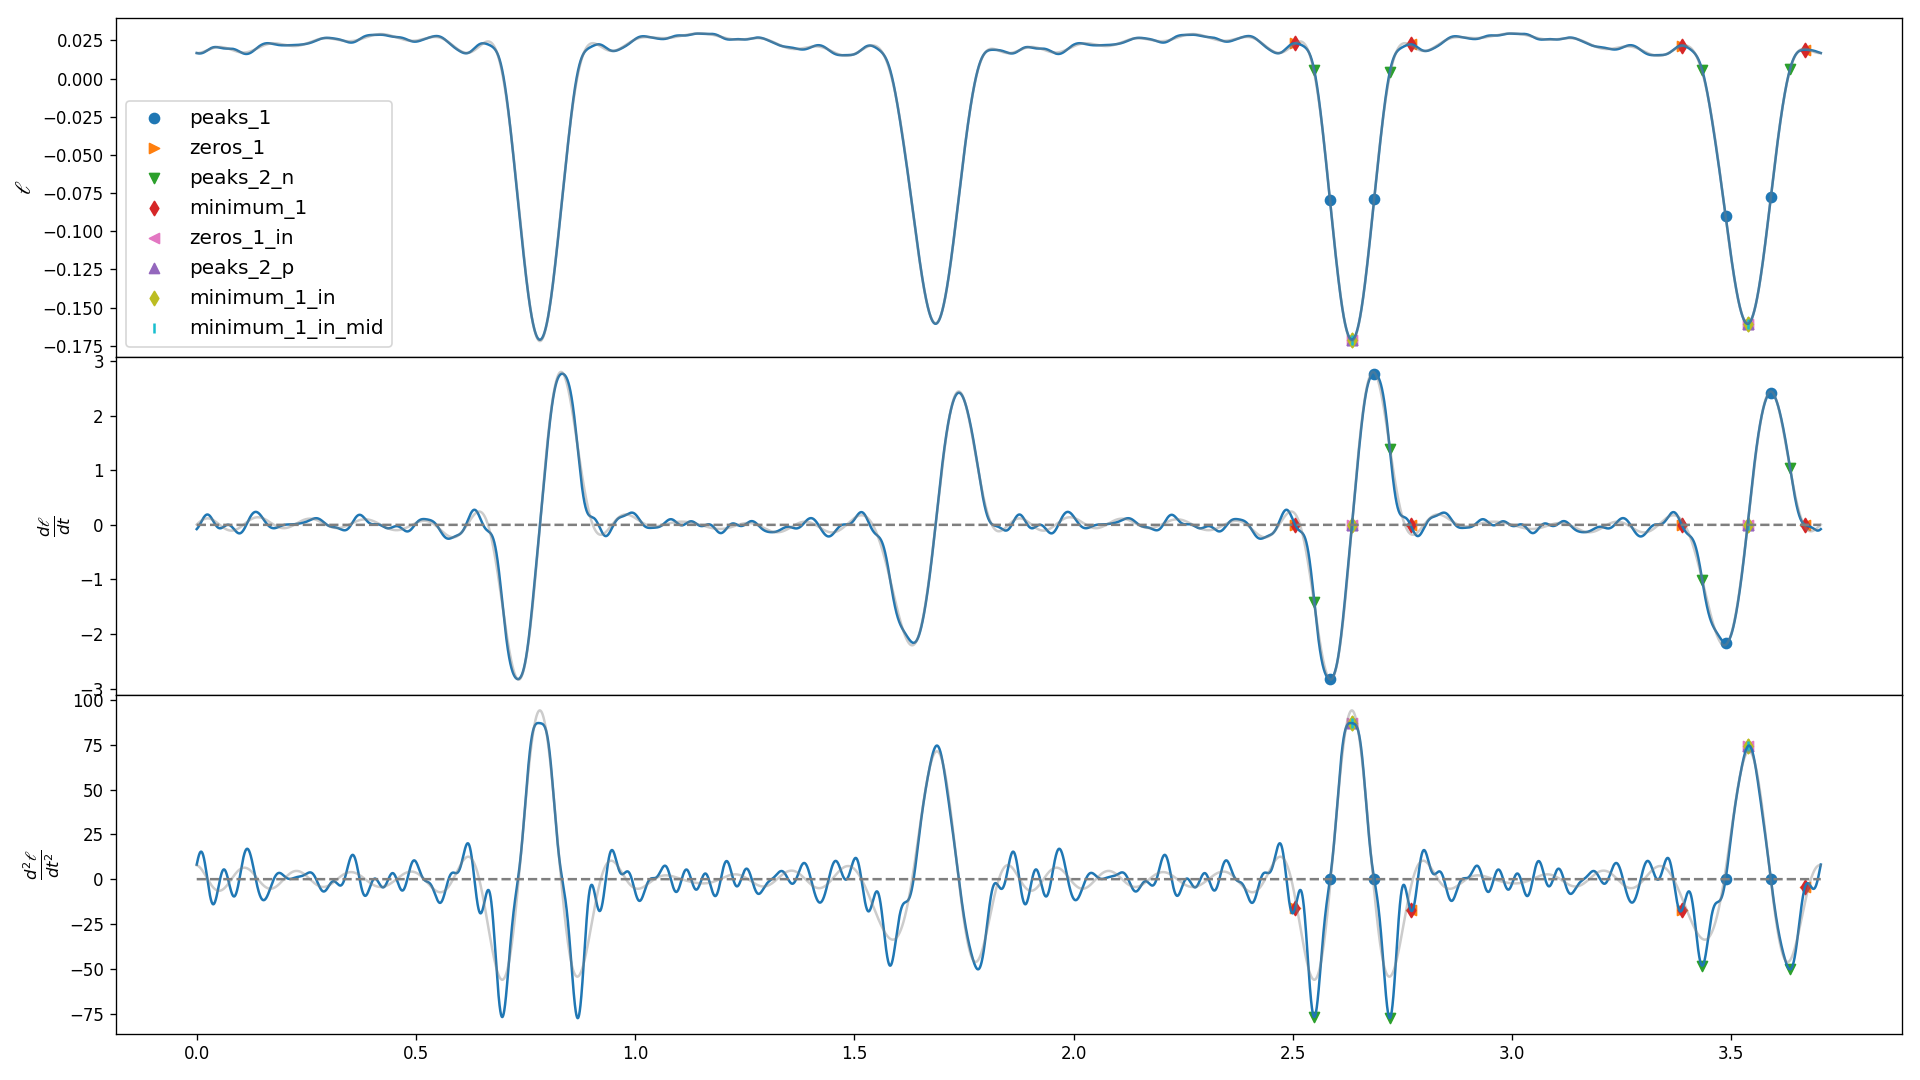 0.025
0.000
−0.025
−0.050
−0.075
−0.100
−0.125
−0.150
−0.175
ℓ
peaks_1
zeros_1
peaks_2_n
minimum_1
zeros_1_in
peaks_2_p
minimum_1_in
minimum_1_in_mid
3
2
1
0
−1
−2
−3
dℓ
dt
100
75
50
25
0
−25
−50
−75
d²ℓ
dt²
0.0 0.5 1.0 1.5 2.0 2.5 3.0 3.5